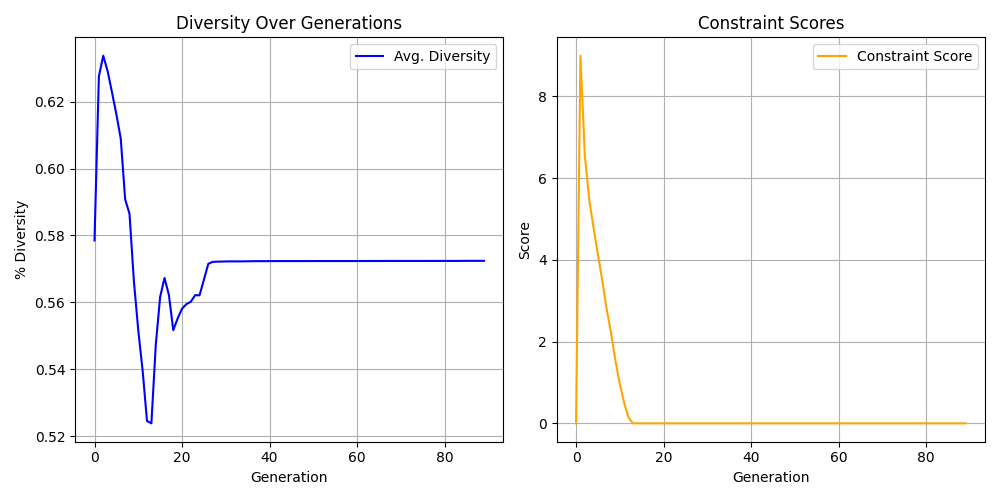 Diversity Over Generations
Avg. Diversity
% Diversity
0.62
0.60
0.58
0.56
0.54
0.52
0
20
40
60
80
Generation
Constraint Scores
Constraint Score
Score
8
6
4
2
0
0
20
40
60
80
Generation